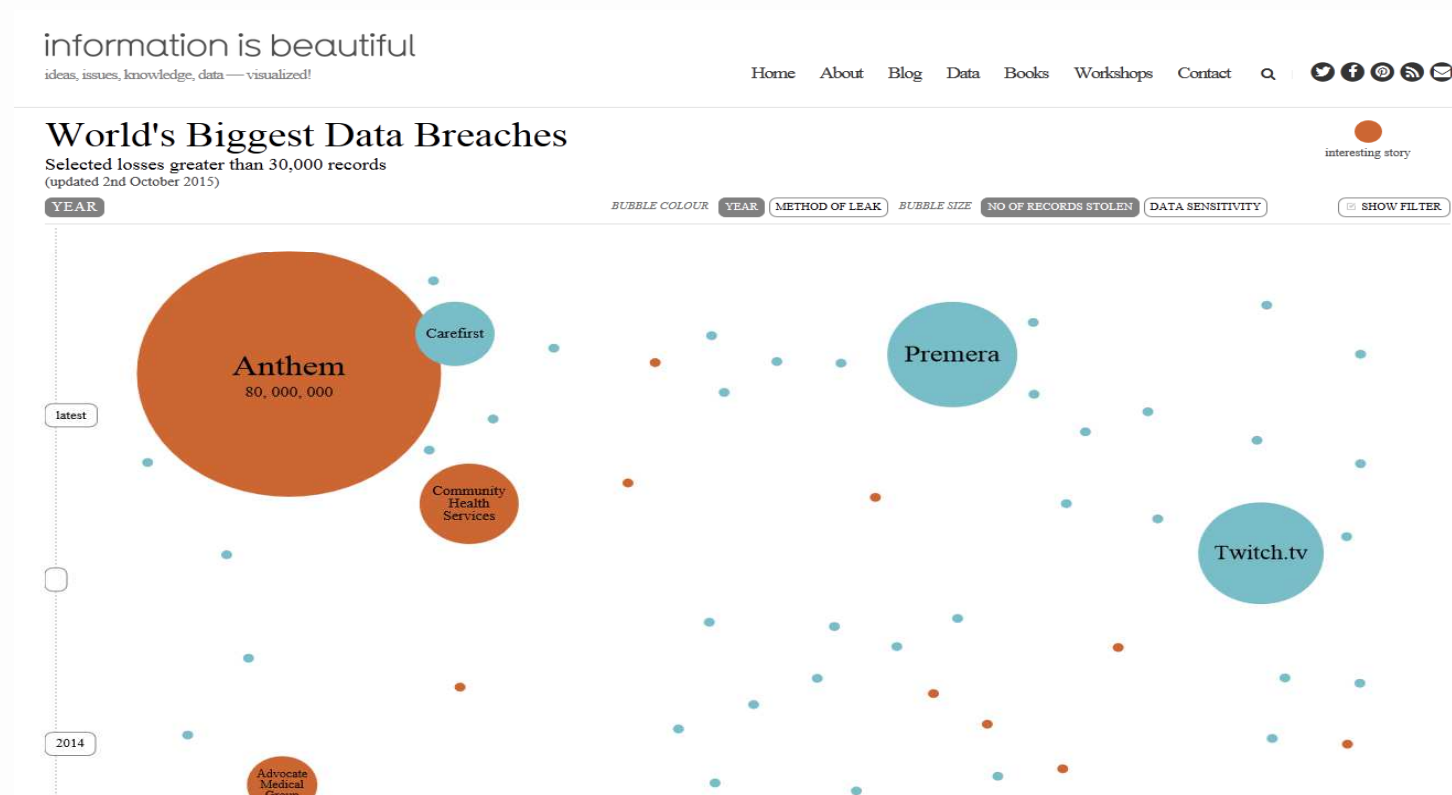 information is beautiful
ideas, issues, knowledge, data — visualized!
Home About Blog Data Books Workshops Contact
World's Biggest Data Breaches
Selected losses greater than 30,000 records
(updated 2nd October 2015)
interesting story
YEAR
BUBBLE COLOUR YEAR METHOD OF LEAK BUBBLE SIZE NO OF RECORDS STOLEN DATA SENSITIVITY SHOW FILTER
Carefirst
Anthem
80, 000, 000
Premera
latest
Community
Health
Services
Twitch.tv
2014
Advocate
Medical
Group